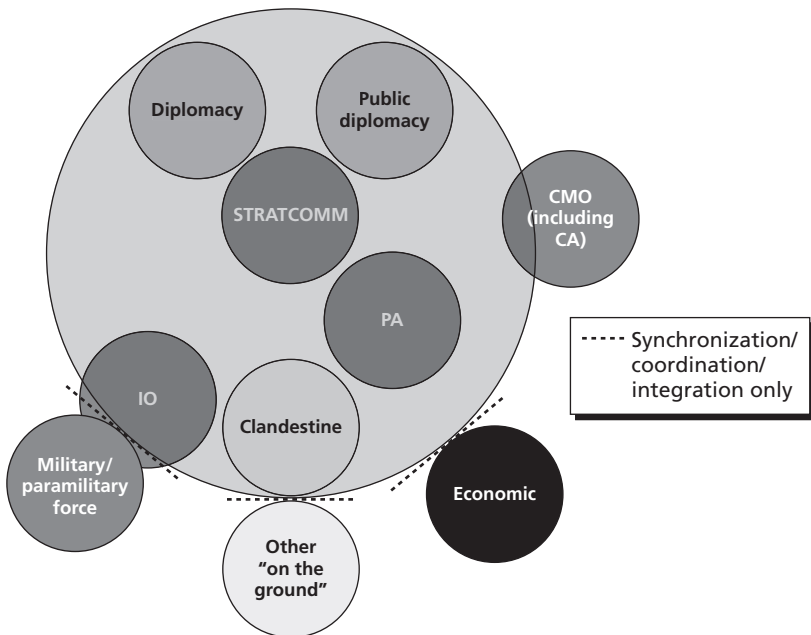 Diplomacy
Public
diplomacy
STRATCOMM
CMO
(including
CA)
PA
Synchronization/
coordination/
integration only
IO
Clandestine
Military/
paramilitary
force
Economic
Other
“on the
ground”